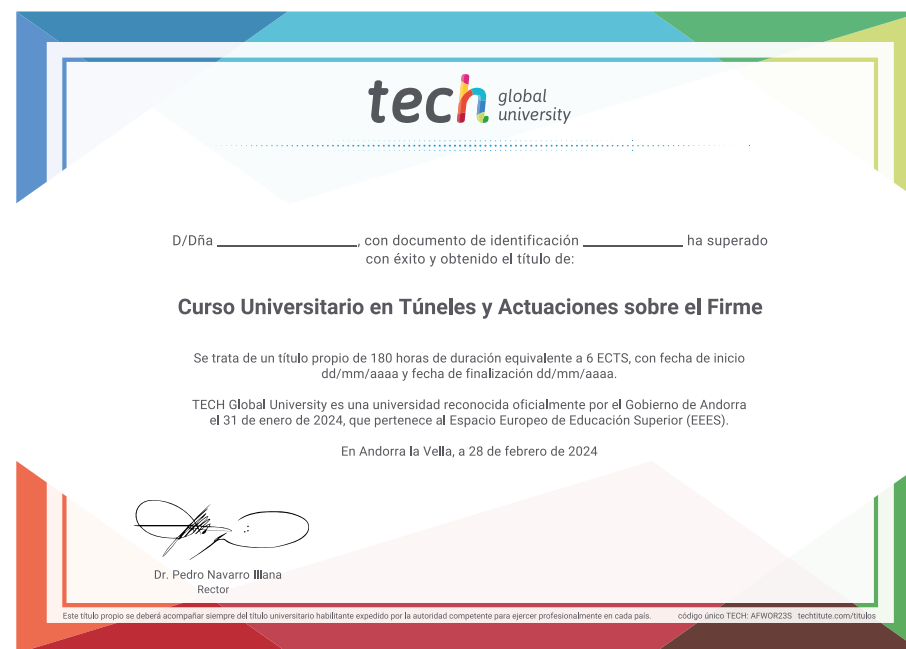 tech global university
D/Dña ____________________, con documento de identificación ______________ ha superado
con éxito y obtenido el título de:
Curso Universitario en Túneles y Actuaciones sobre el Firme
Se trata de un título propio de 180 horas de duración equivalente a 6 ECTS, con fecha de inicio
dd/mm/aaaa y fecha de finalización dd/mm/aaaa.
TECH Global University es una universidad reconocida oficialmente por el Gobierno de Andorra
el 31 de enero de 2024, que pertenece al Espacio Europeo de Educación Superior (EEES).
En Andorra la Vella, a 28 de febrero de 2024
Dr. Pedro Navarro Illana
Rector
Este título propio se deberá acompañar siempre del título universitario habilitante expedido por la autoridad competente para ejercer profesionalmente en cada país. código único TECH: AFWOR23S techtitute.com/titulos